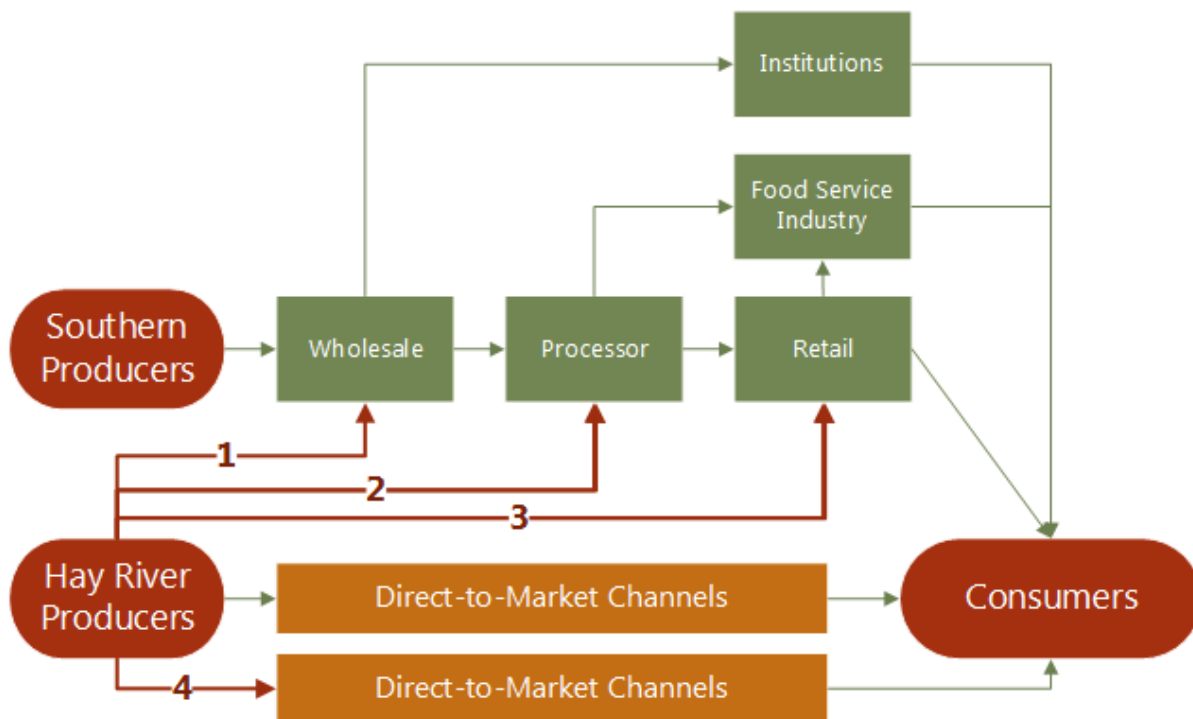 Institutions
Food Service
Industry
Southern
Producers
Wholesale
Processor
Retail
1
2
3
Hay River
Producers
Direct-to-Market Channels
Consumers
4
Direct-to-Market Channels